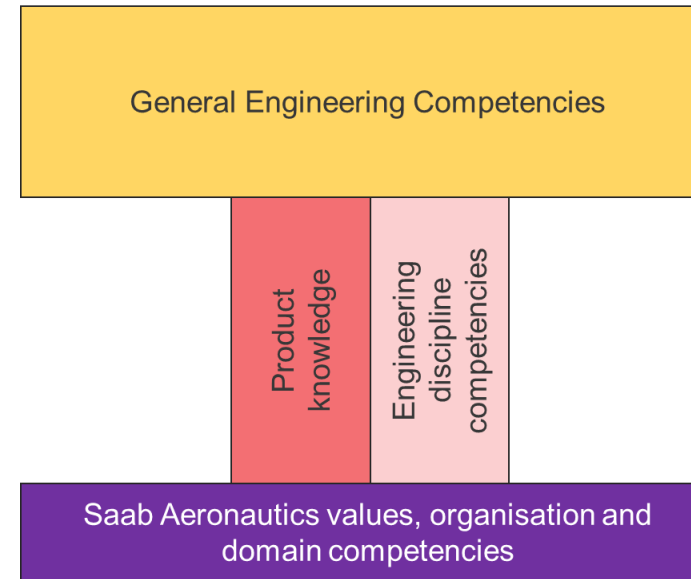 General Engineering Competencies
Product
knowledge
Engineering
discipline
competencies
Saab Aeronautics values, organisation and
domain competencies